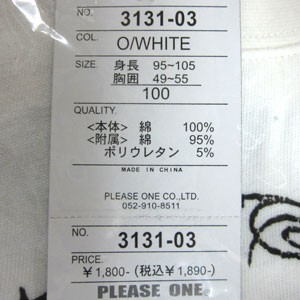 NO. 3131-03
COL. O/WHITE
SIZE. 身長 95~105
胸囲 49~55
100
QUALITY.
<本体> 綿 100%
<附属> 綿 95%
ポリウレタン 5%
MADE IN CHINA
PLEASE ONE CO.,LTD.
052-910-8511
NO. 3131-03
PRICE.
¥1,800-(税込¥1,890-)
PLEASE ONE.